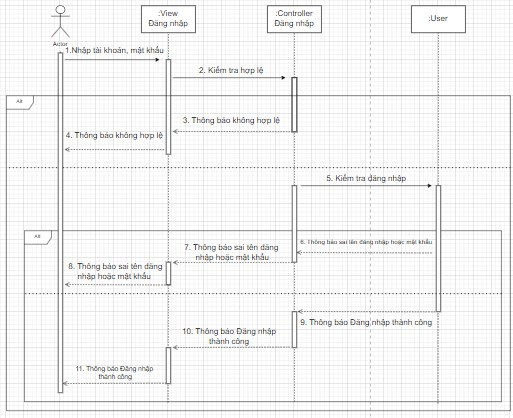 :View
Đăng nhập
:Controller
Đăng nhập
:User
Actor
1.Nhập tài khoản, mật khẩu
2. Kiểm tra hợp lệ
Alt
3. Thông báo không hợp lệ
4. Thông báo không hợp lệ
5. Kiểm tra đăng nhập
Alt
6. Thông báo sai tên đăng nhập hoặc mật khẩu
7. Thông báo sai tên đăng
nhập hoặc mật khẩu
8. Thông báo sai tên đăng
nhập hoặc mật khẩu
9. Thông báo Đăng nhập thành công
10. Thông báo Đăng nhập
thành công
11. Thông báo Đăng nhập
thành công